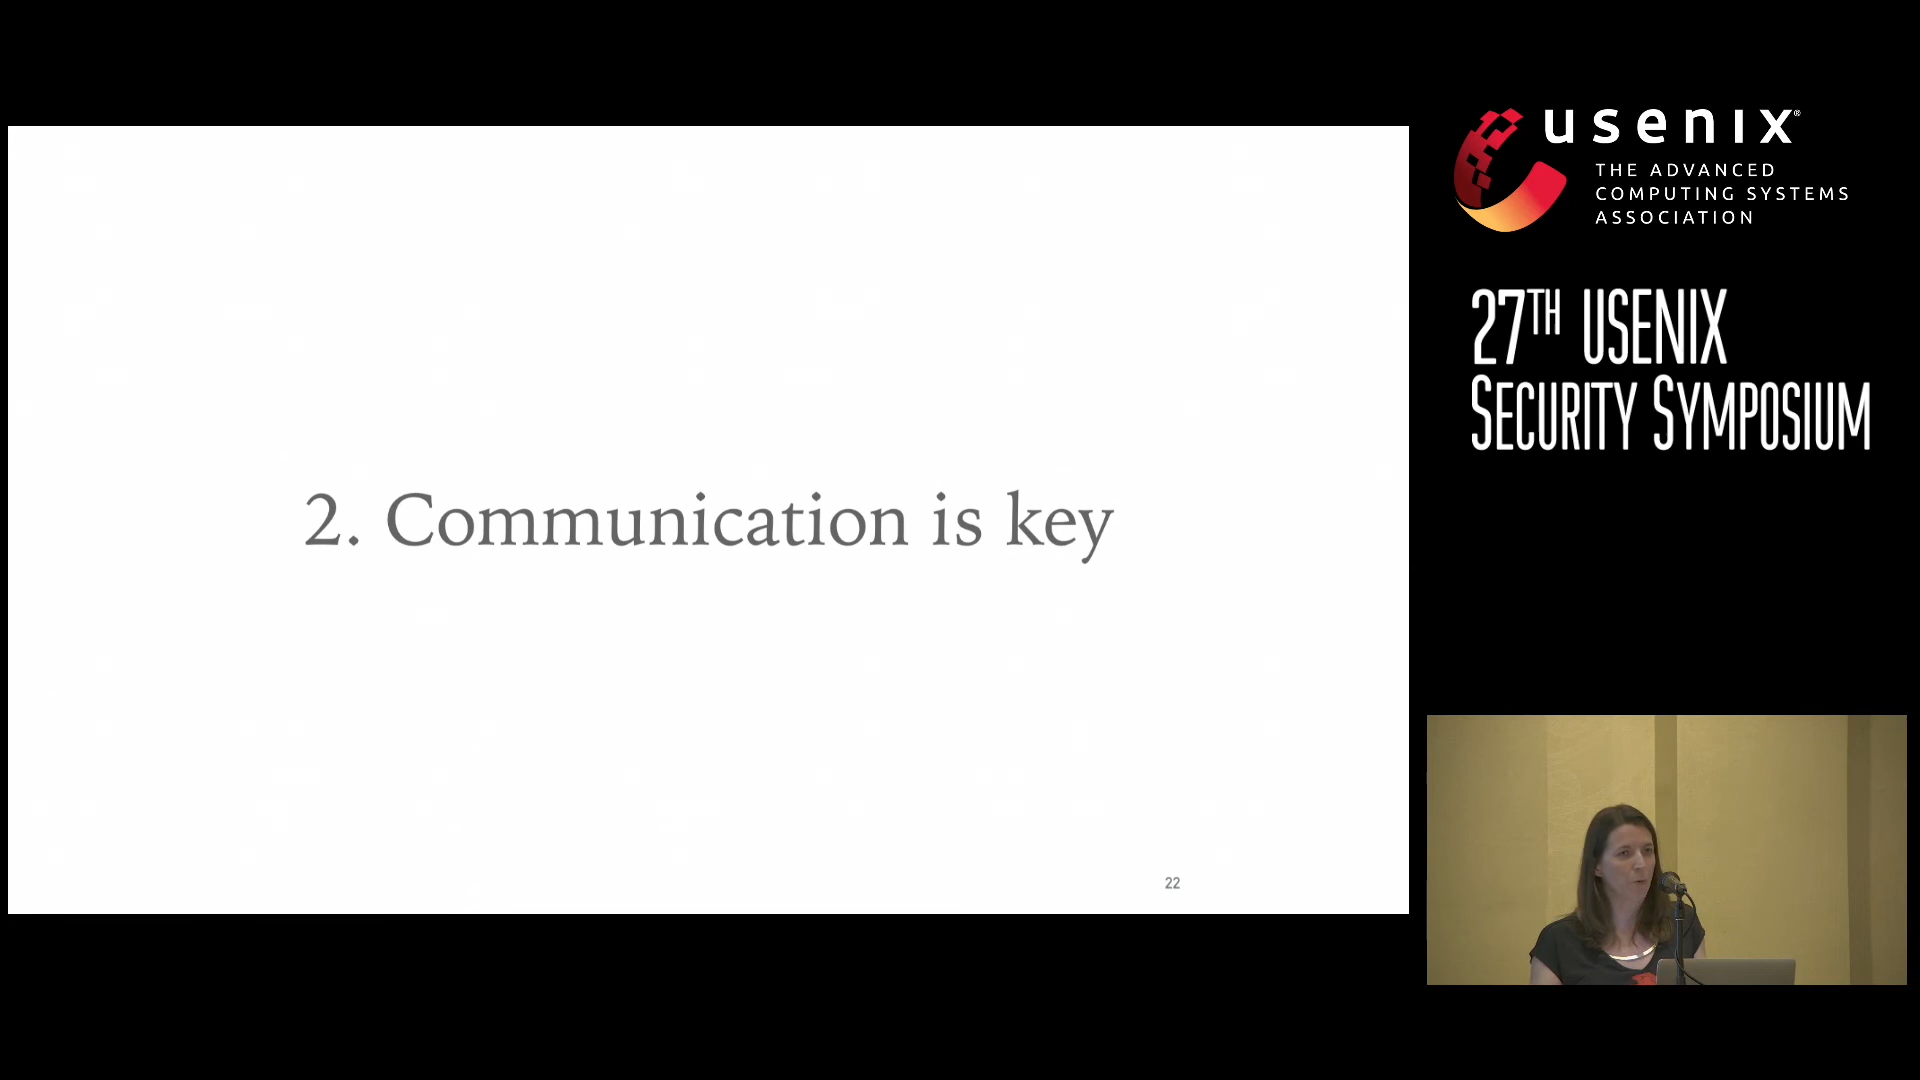 2. Communication is key
22
usenix®
THE ADVANCED
COMPUTING SYSTEMS
ASSOCIATION
27TH USENIX
SECURITY SYMPOSIUM